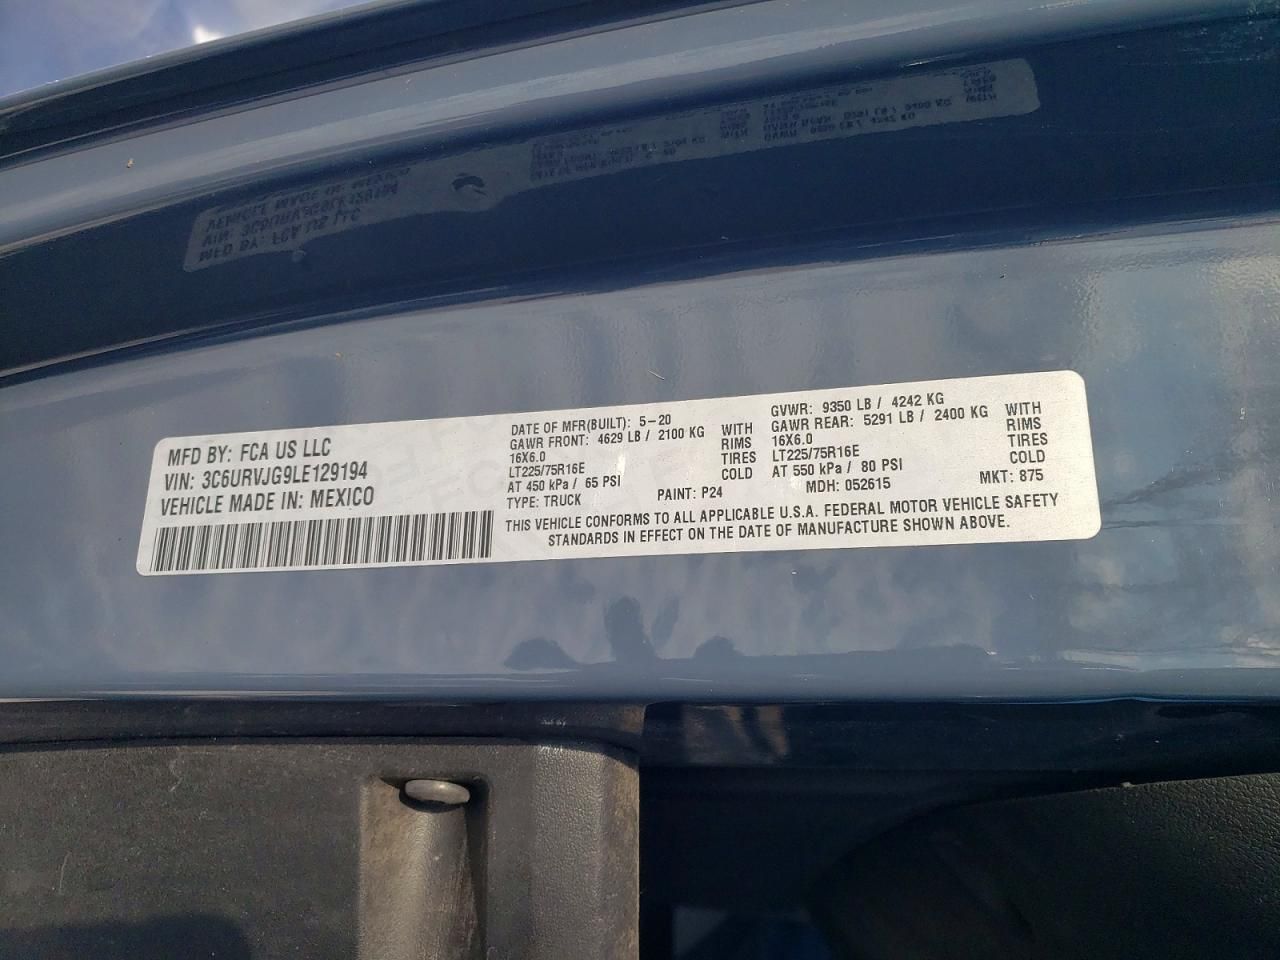 MFD BY: FCA US LLC
VIN: 3C6URVJG9LE129194
VEHICLE MADE IN: MEXICO
DATE OF MFR(BUILT): 5-20
GAWR FRONT: 4629 LB / 2100 KG WITH
16X6.0 RIMS
LT225/75R16E TIRES
AT 450 kPa / 65 PSI COLD
TYPE: TRUCK PAINT: P24
GVWR: 9350 LB / 4242 KG
GAWR REAR: 5291 LB / 2400 KG WITH
16X6.0 RIMS
LT225/75R16E TIRES
AT 550 kPa / 80 PSI COLD
MDH: 052615 MKT: 875
THIS VEHICLE CONFORMS TO ALL APPLICABLE U.S.A. FEDERAL MOTOR VEHICLE SAFETY
STANDARDS IN EFFECT ON THE DATE OF MANUFACTURE SHOWN ABOVE.